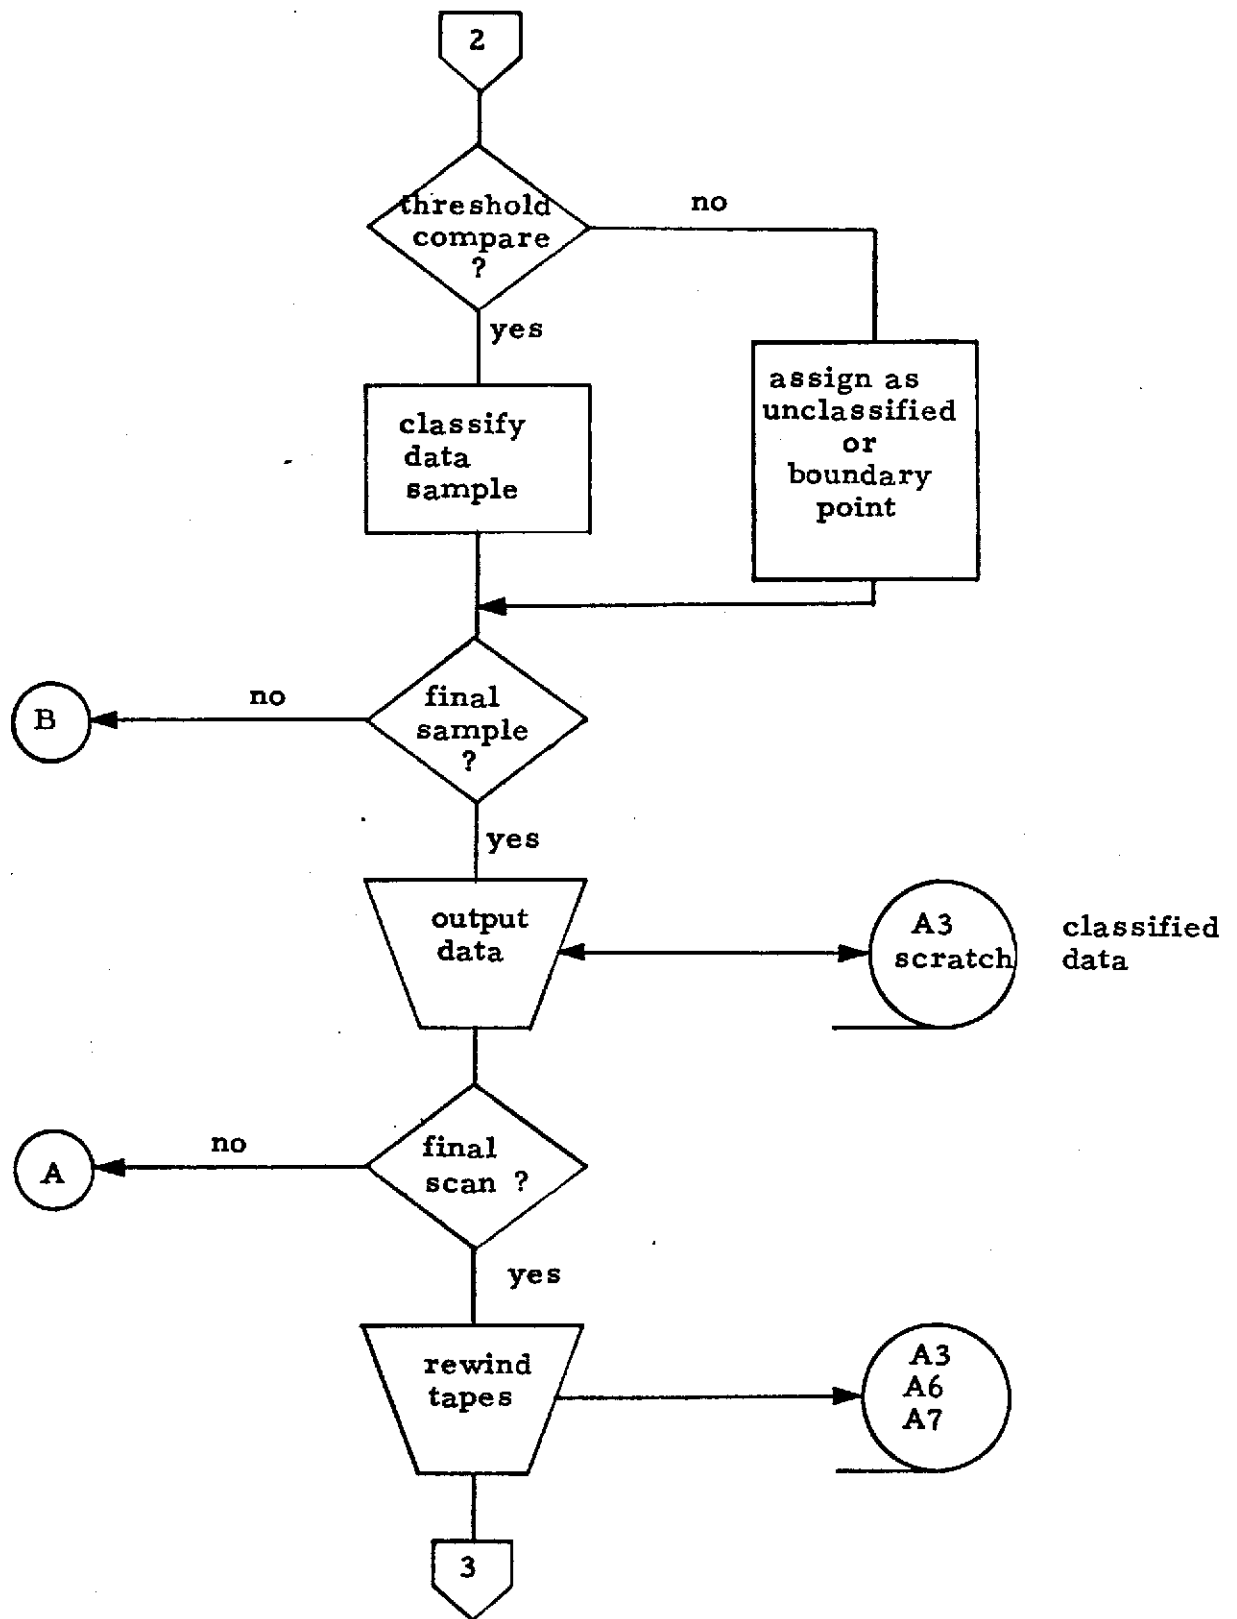 2
threshold
compare
?
no
yes
assign as
unclassified
or
boundary
point
classify
data
sample
B
no
final
sample
?
yes
output
data
A3
scratch
classified
data
A
no
final
scan ?
yes
rewind
tapes
A3
A6
A7
3